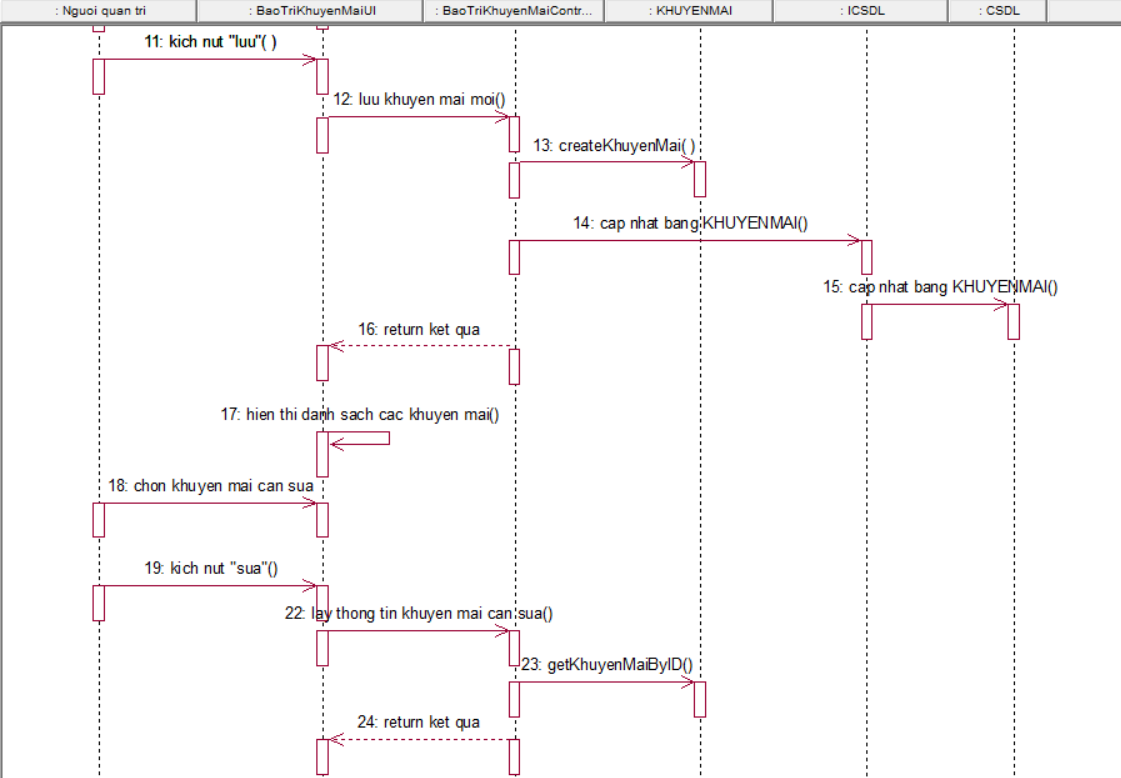 : Nguoi quan tri
: BaoTriKhuyenMaiUI
: BaoTriKhuyenMaiContr...
: KHUYENMAI
: ICSDL
: CSDL
11: kich nut "luu"( )
12: luu khuyen mai moi()
13: createKhuyenMai( )
14: cap nhat bang KHUYENMAI()
15: cap nhat bang KHUYENMAI()
16: return ket qua
17: hien thi danh sach cac khuyen mai()
18: chon khuyen mai can sua
19: kich nut "sua"()
22: lay thong tin khuyen mai can sua()
23: getKhuyenMaiByID()
24: return ket qua